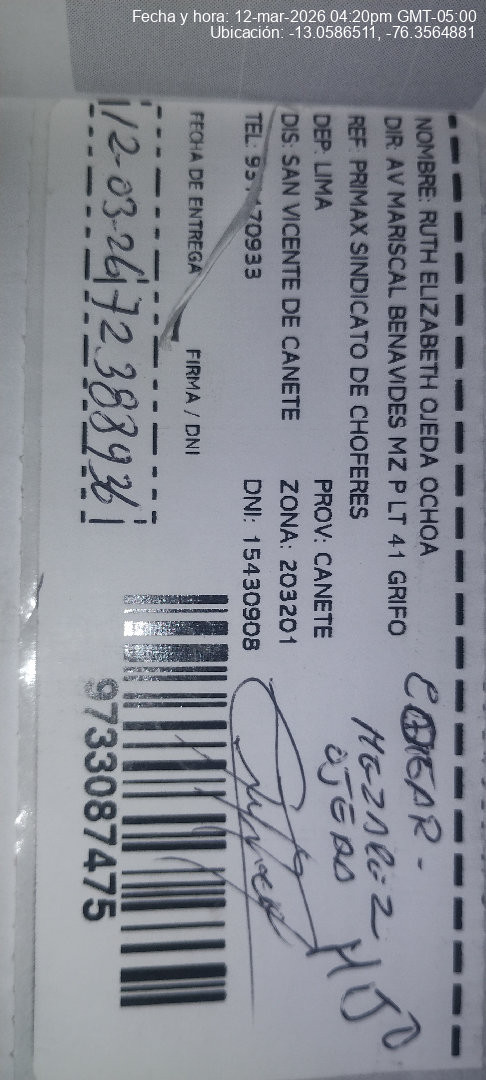 Fecha y hora: 12-mar-2026 04:20pm GMT-05:00
Ubicación: -13.0586511, -76.3564881
NOMBRE: RUTH ELIZABETH OJEDA OCHOA
DIR: AV MARISCAL BENAVIDES MZ P LT 41 GRIFO
REF: PRIMAX SINDICATO DE CHOFERES
DEP: LIMA PROV: CANETE
DIS: SAN VICENTE DE CANETE ZONA: 203201
TEL: DNI: 15430908
FECHA DE ENTREGA FIRMA / DNI
12-03-26 72388936
9733087475
OJEDA
HIJO